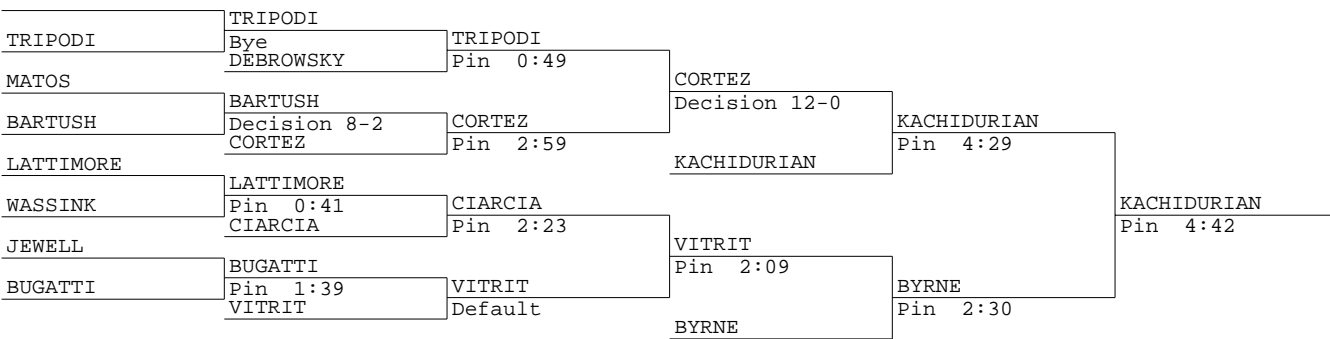 TRIPODI
MATOS
BARTUSH
LATTIMORE
WASSINK
JEWELL
BUGATTI
TRIPODI
Bye
DEBROWSKY
BARTUSH
Decision 8-2
CORTEZ
LATTIMORE
Pin 0:41
CIARCIA
BUGATTI
Pin 1:39
VITRIT
TRIPODI
Pin 0:49
CORTEZ
Pin 2:59
CIARCIA
Pin 2:23
VITRIT
Default
CORTEZ
Decision 12-0
KACHIDURIAN
VITRIT
Pin 2:09
BYRNE
KACHIDURIAN
Pin 4:29
BYRNE
Pin 2:30
KACHIDURIAN
Pin 4:42